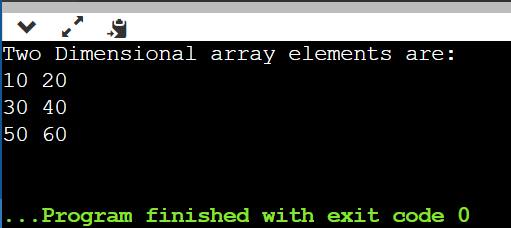 Two Dimensional array elements are:
10 20
30 40
50 60
...Program finished with exit code 0